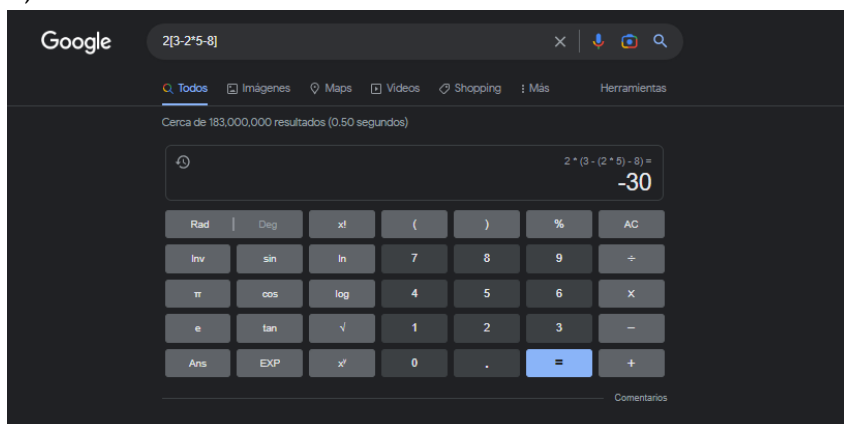 Google 2[3-2*5-8]
Todos Imágenes Maps Videos Shopping Más Herramientas
Cerca de 183,000,000 resultados (0.50 segundos)
2 * (3 - (2 * 5) - 8) =
-30
Rad | Deg x! ( ) % AC
Inv sin ln 7 8 9 ÷
π cos log 4 5 6 x
e tan √ 1 2 3 −
Ans EXP xʸ 0 . = +
Comentarios